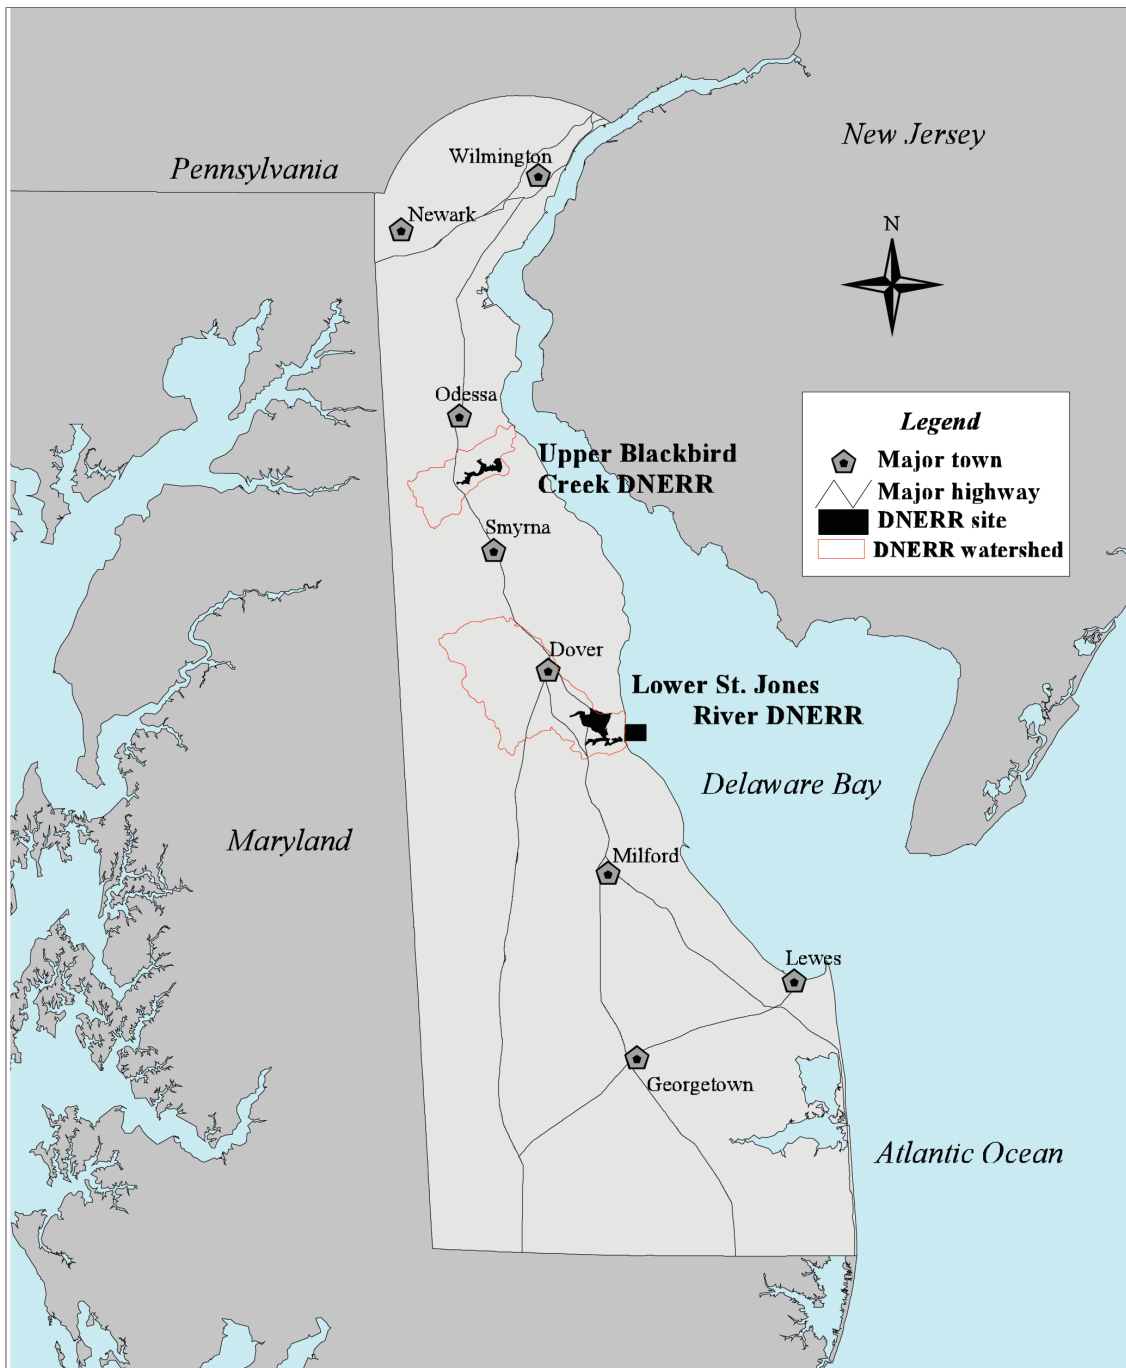 New Jersey
Wilmington
Pennsylvania
Newark
N
Odessa
Legend
Major town
Major highway
DNERR site
DNERR watershed
Upper Blackbird
Creek DNERR
Smyrna
Dover
Lower St. Jones
River DNERR
Delaware Bay
Maryland
Milford
Lewes
Georgetown
Atlantic Ocean